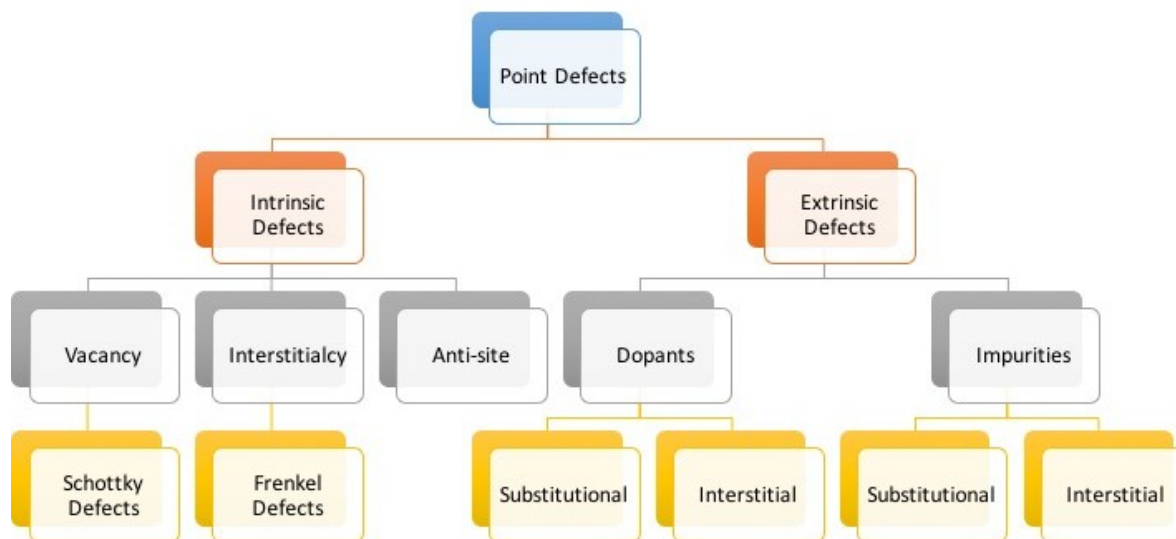 Point Defects
Intrinsic
Defects
Extrinsic
Defects
Vacancy
Interstitialcy
Anti-site
Dopants
Impurities
Schottky
Defects
Frenkel
Defects
Substitutional
Interstitial
Substitutional
Interstitial